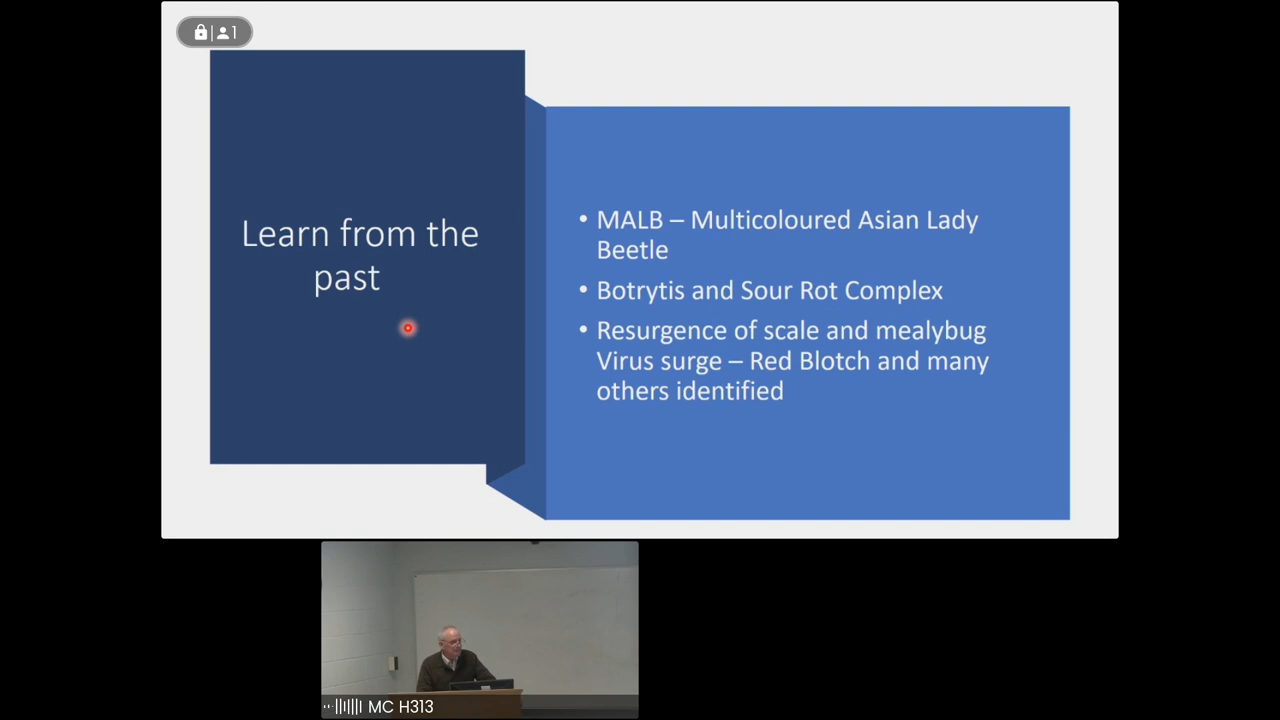 1
Learn from the
past
• MALB – Multicoloured Asian Lady
Beetle
• Botrytis and Sour Rot Complex
• Resurgence of scale and mealybug
Virus surge – Red Blotch and many
others identified
MC H313